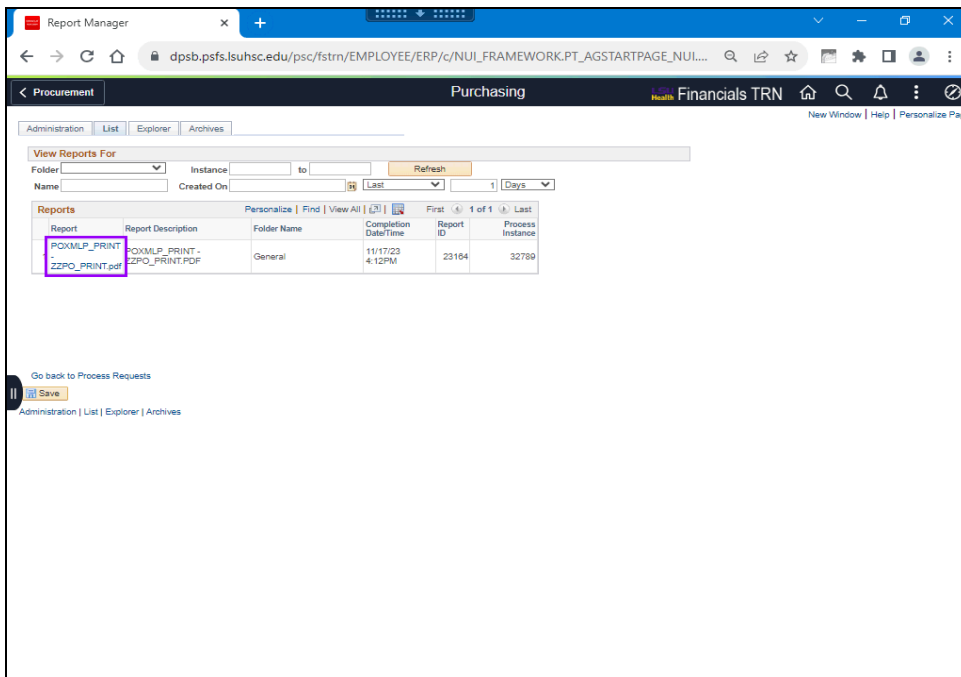 Report Manager
dpsb.psfs.lsuhsc.edu/psc/fstrn/EMPLOYEE/ERP/c/NUI_FRAMEWORK.PT_AGSTARTPAGE_NUI....
Procurement
Purchasing
Health Financials TRN
New Window | Help | Personalize Pa
Administration List Explorer Archives
View Reports For
Folder Instance to Refresh
Name Created On Last 1 Days
Reports Personalize | Find | View All | First 1 of 1 Last
Report Report Description Folder Name Completion Date/Time Report ID Process Instance
1 POXMLP_PRINT - ZZPO_PRINT.pdf POXMLP_PRINT - ZZPO_PRINT.PDF General 11/17/23 4:12PM 23164 32789
Go back to Process Requests
Save
Administration | List | Explorer | Archives